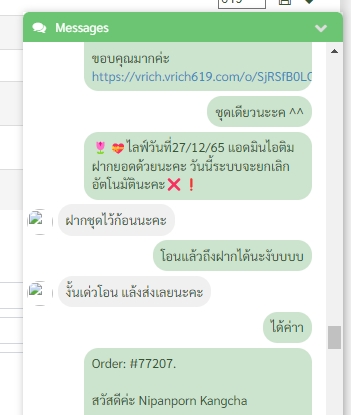 Messages
ขอบคุณมากค่ะ
https://vrich.vrich619.com/o/SjRSfB0LC
ชุดเดียวนะะค ^^
🌷 💝 ไลฟ์วันที่27/12/65 แอดมินไอติม
ฝากยอดด้วยนะคะ วันนี้ระบบจะยกเลิก
อัตโนมัตินะคะ❌ ❗
ฝากชุดไว้ก้อนนะคะ
โอนแล้วถึงฝากได้นะงับบบบ
งั้นเด่วโอน แล้งส่งเลยนะคะ
ได้ค่าา
Order: #77207.
สวัสดีค่ะ Nipanporn Kangcha